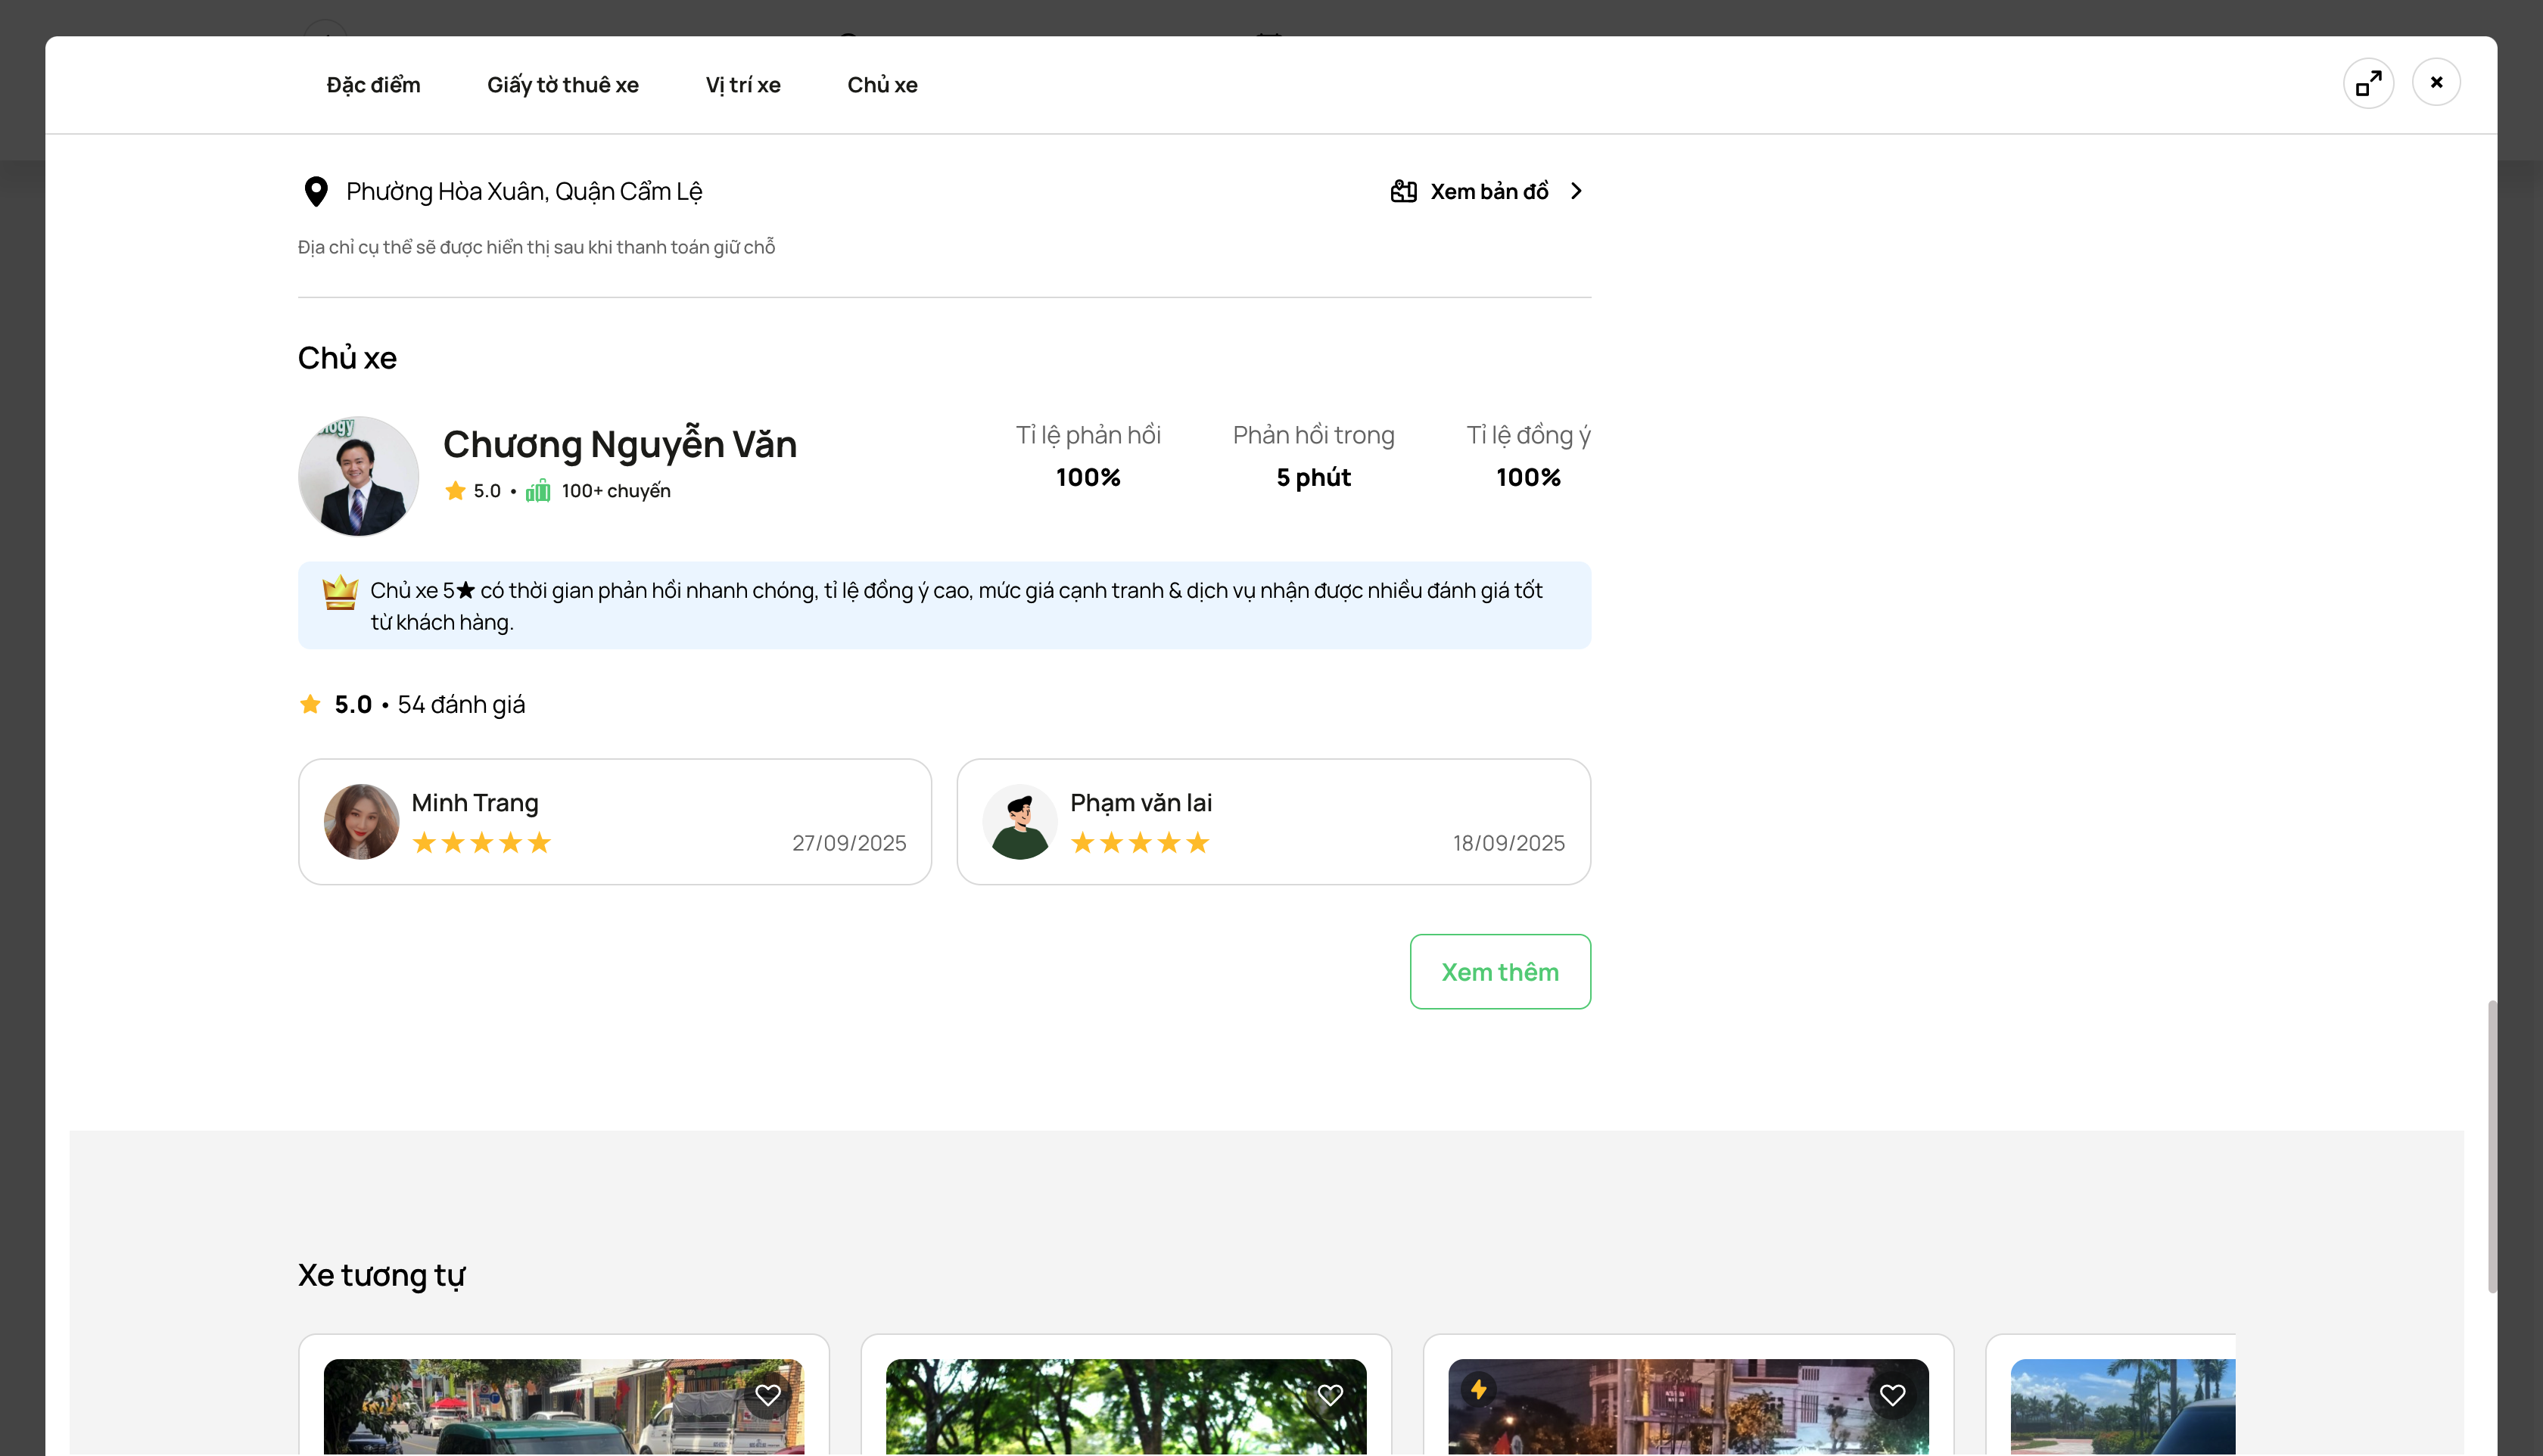 Đặc điểm
Giấy tờ thuê xe
Vị trí xe
Chủ xe
Phường Hòa Xuân, Quận Cẩm Lệ
Xem bản đồ
Địa chỉ cụ thể sẽ được hiển thị sau khi thanh toán giữ chỗ
Chủ xe
Chương Nguyễn Văn
5.0 • 100+ chuyến
Tỉ lệ phản hồi
100%
Phản hồi trong
5 phút
Tỉ lệ đồng ý
100%
Chủ xe 5★ có thời gian phản hồi nhanh chóng, tỉ lệ đồng ý cao, mức giá cạnh tranh & dịch vụ nhận được nhiều đánh giá tốt
từ khách hàng.
5.0 • 54 đánh giá
Minh Trang
27/09/2025
Phạm văn lai
18/09/2025
Xem thêm
Xe tương tự